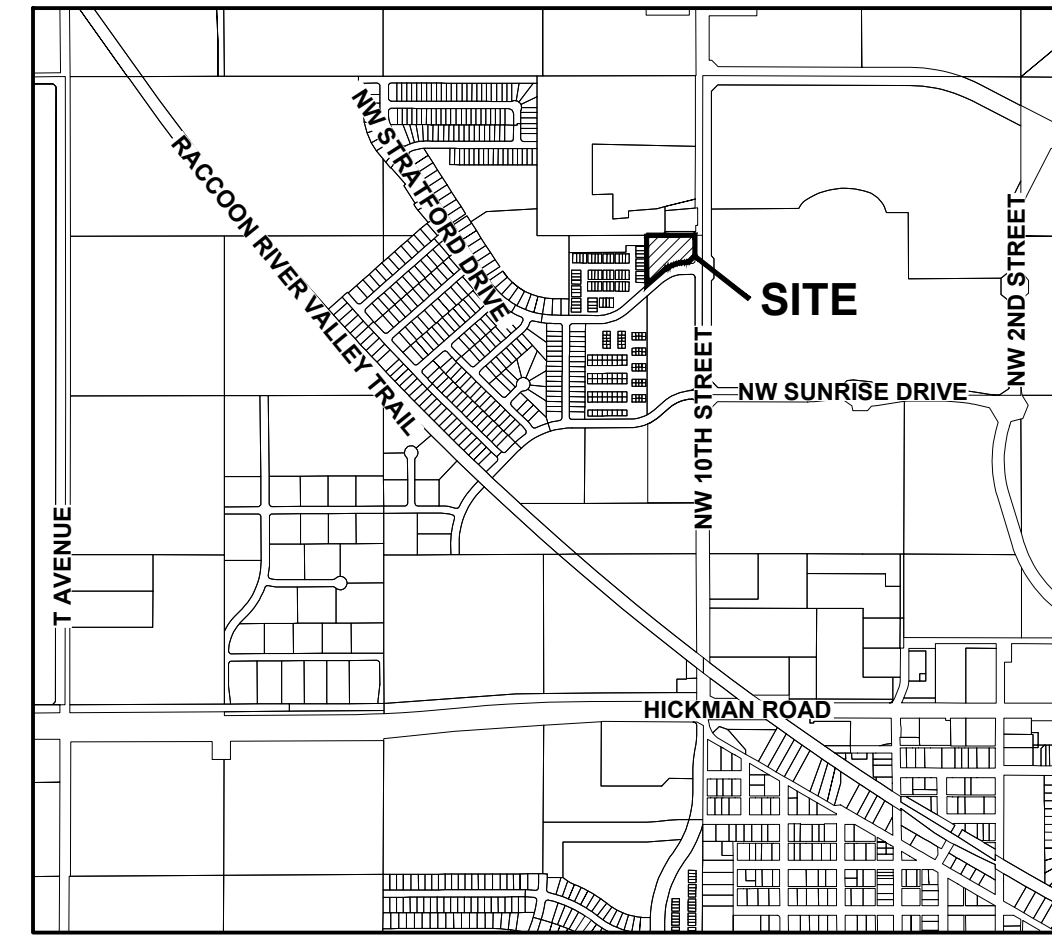 NW STRATFORD DRIVE
RACCOON RIVER VALLEY TRAIL
SITE
NW 2ND STREET
NW 10TH STREET
NW SUNRISE DRIVE
T AVENUE
HICKMAN ROAD